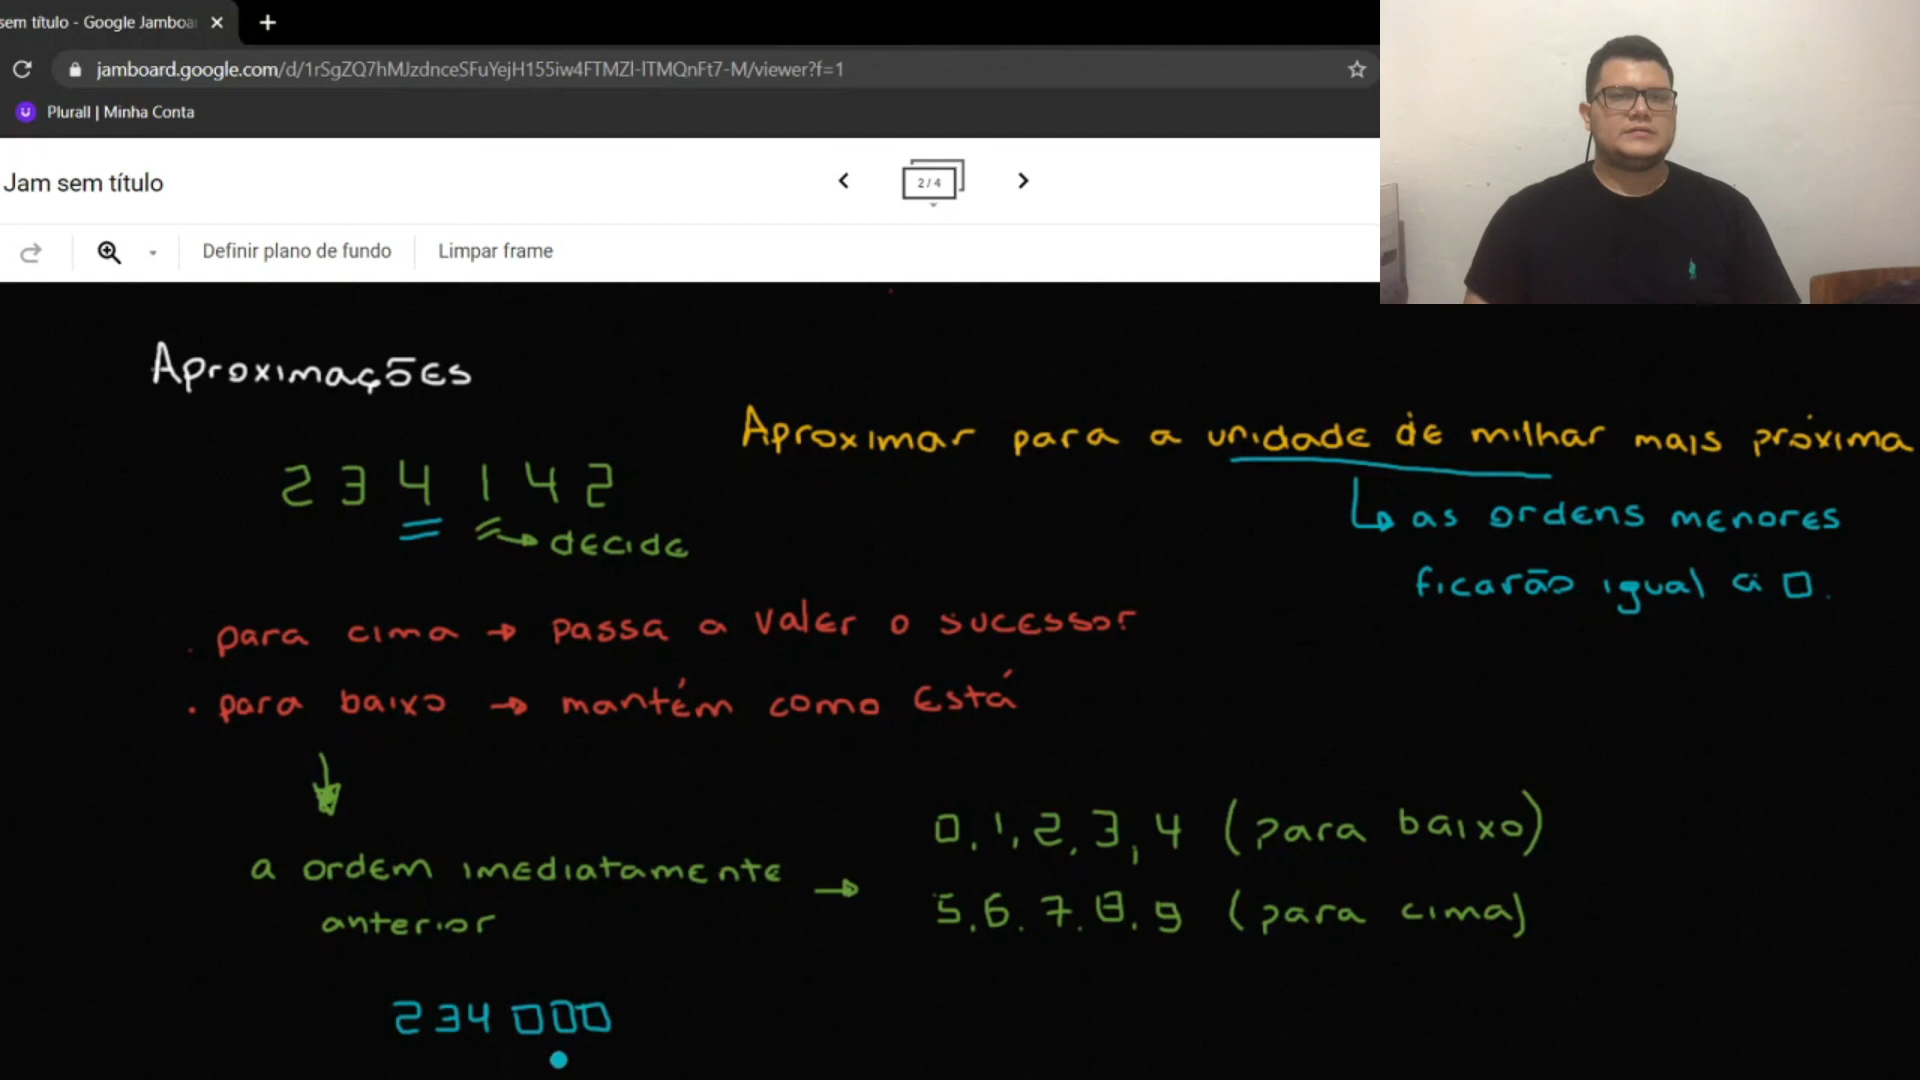 sem título - Google Jamboa
jamboard.google.com/d/1rSgZQ7hMJzdnceSFuYejH155iw4FTMZl-lTMQnFt7-M/viewer?f=1
Plurall | Minha Conta
Jam sem título
2 / 4
Definir plano de fundo
Limpar frame
Aproximações
Aproximar para a unidade de milhar mais próxima
234 142
decide
as ordens menores
ficarão igual a 0.
. para cima → passa a valer o sucessor
. para baixo → mantém como está
a ordem imediatamente
anterior →
0, 1, 2, 3, 4 (para baixo)
5, 6, 7, 8, 9 (para cima)
234 000